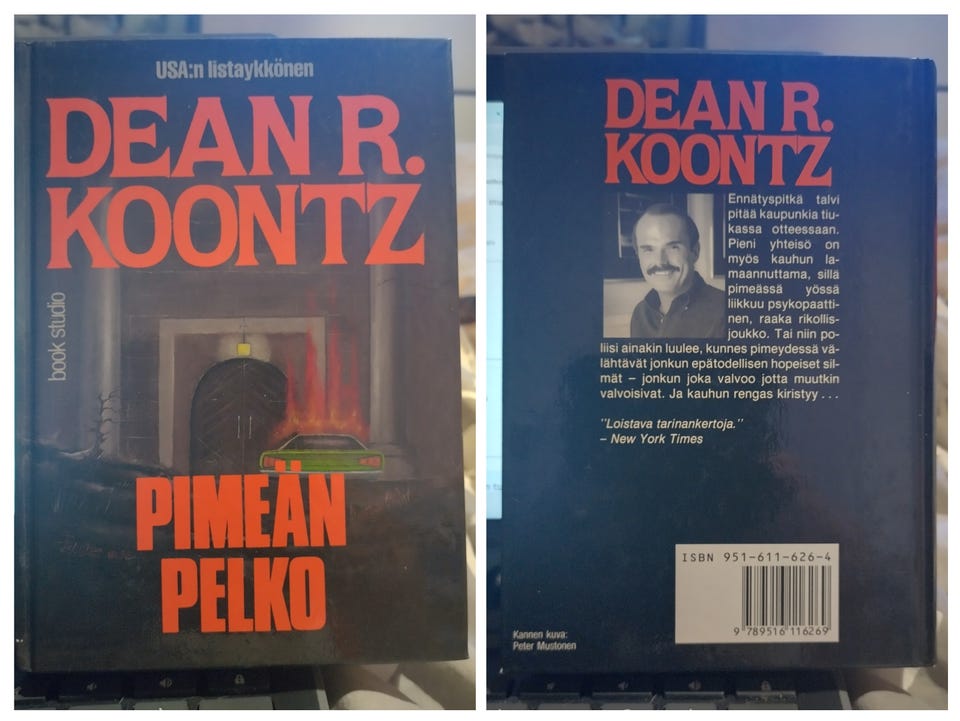 USA:n listaykkönen
DEAN R.
KOONTZ
book studio
PIMEÄN
PELKO
DEAN R.
KOONTZ
Ennätyspitkä talvi
pitää kaupunkia tiu-
kassa otteessaan.
Pieni yhteisö on
myös kauhun la-
maannuttama, sillä
pimeässä yössä
liikkuu psykopaatti-
nen, raaka rikollis-
joukko. Tai niin po-
liisi ainakin luulee, kunnes pimeydessä vä-
lähtävät jonkun epätodellisen hopeiset sil-
mät – jonkun joka valvoo jotta muutkin
valvoisivat. Ja kauhun rengas kiristyy . . .
"Loistava tarinankertoja."
– New York Times
ISBN 951-611-626-4
9 789516 116269
Kannen kuva:
Peter Mustonen